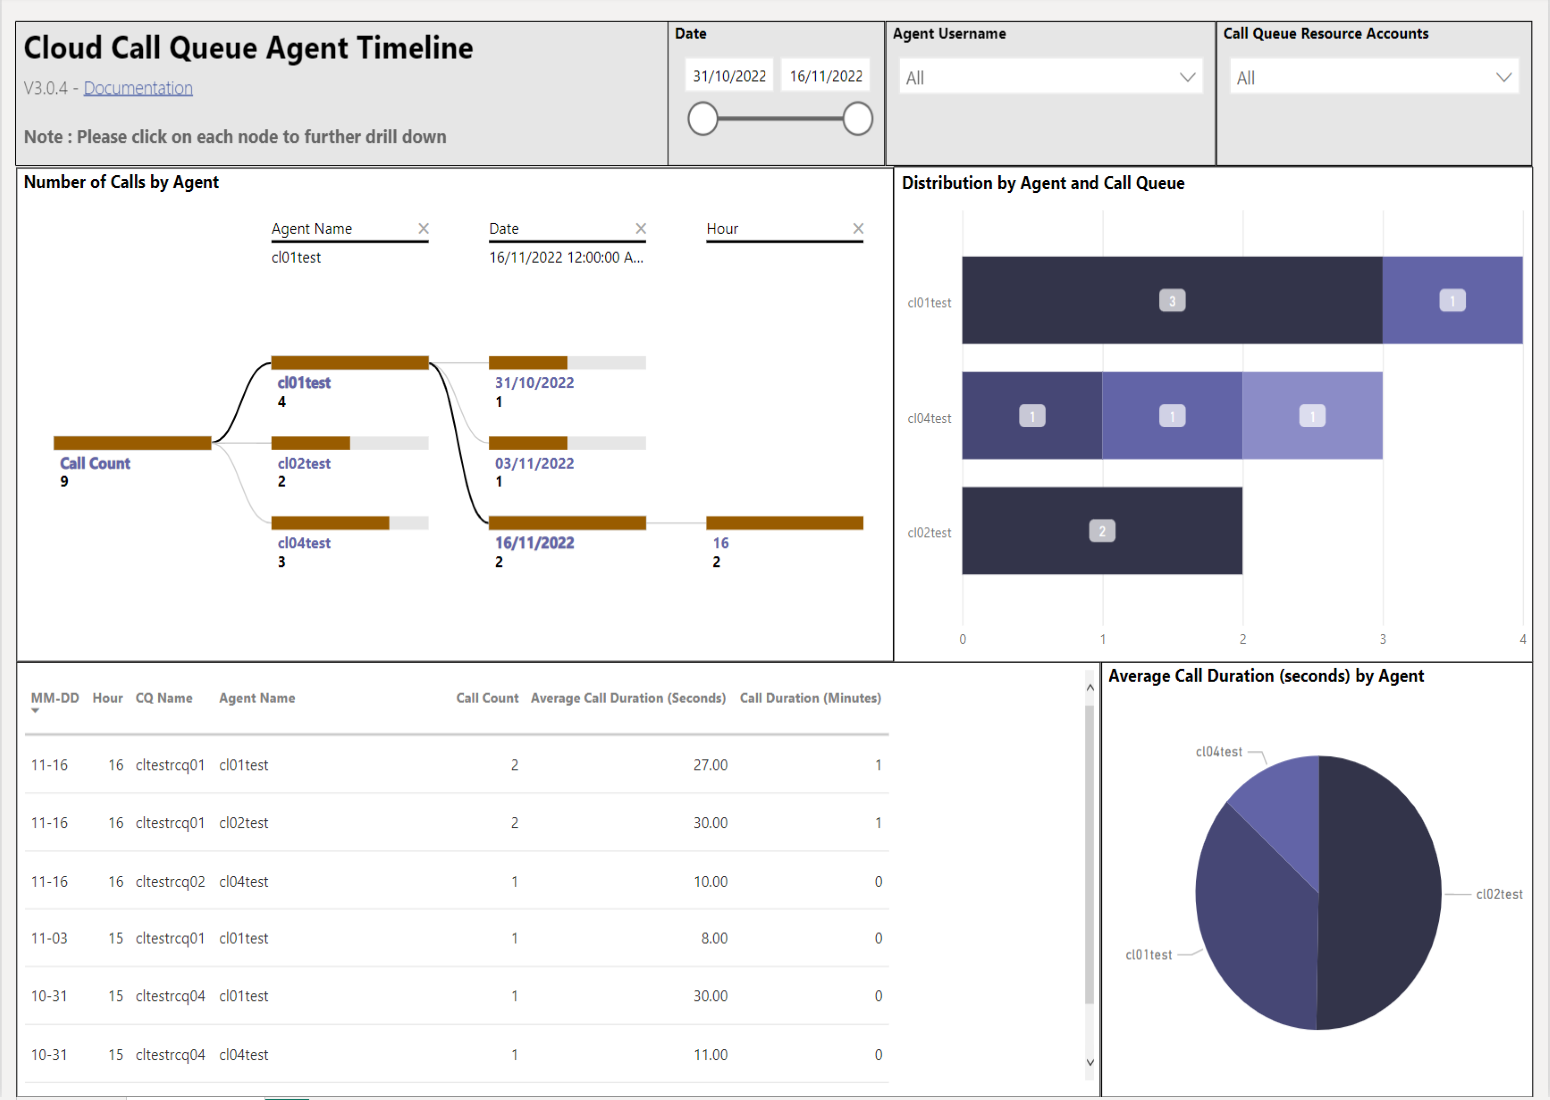 Cloud Call Queue Agent Timeline
V3.0.4 - Documentation
Note : Please click on each node to further drill down
Date
31/10/2022 16/11/2022
Agent Username
All
Call Queue Resource Accounts
All
Number of Calls by Agent
Agent Name Date Hour
cl01test 16/11/2022 12:00:00 A...
Call Count
9
cl01test
4
cl02test
2
cl04test
3
31/10/2022
1
03/11/2022
1
16/11/2022
2
16
2
Distribution by Agent and Call Queue
cl01test 3 1
cl04test 1 1 1
cl02test 2
0 1 2 3 4
MM-DD Hour CQ Name Agent Name Call Count Average Call Duration (Seconds) Call Duration (Minutes)
11-16 16 cltestrcq01 cl01test 2 27.00 1
11-16 16 cltestrcq01 cl02test 2 30.00 1
11-16 16 cltestrcq02 cl04test 1 10.00 0
11-03 15 cltestrcq01 cl01test 1 8.00 0
10-31 15 cltestrcq04 cl01test 1 30.00 0
10-31 15 cltestrcq04 cl04test 1 11.00 0
Average Call Duration (seconds) by Agent
cl04test
cl02test
cl01test